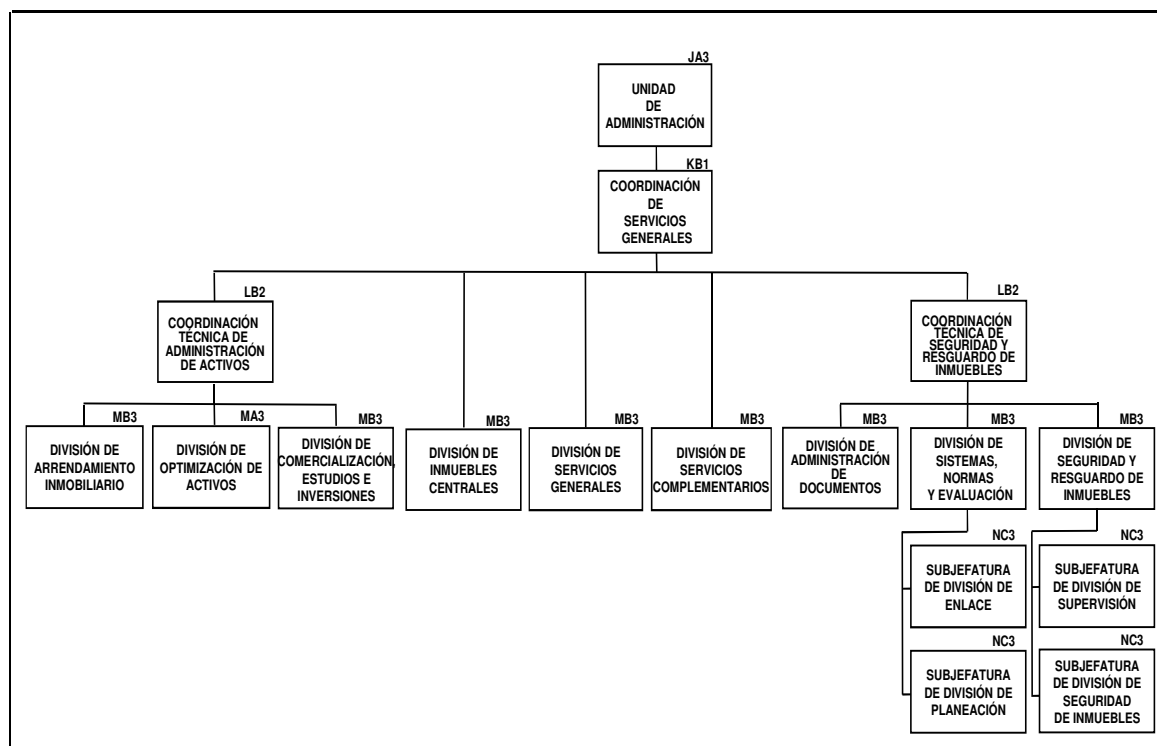 JA3
UNIDAD
DE
ADMINISTRACIÓN
KB1
COORDINACIÓN
DE
SERVICIOS
GENERALES
LB2
COORDINACIÓN
TÉCNICA DE
ADMINISTRACIÓN
DE ACTIVOS
LB2
COORDINACIÓN
TÉCNICA DE
SEGURIDAD Y
RESGUARDO DE
INMUEBLES
MB3
DIVISIÓN DE
ARRENDAMIENTO
INMOBILIARIO
MA3
DIVISIÓN DE
OPTIMIZACIÓN DE
ACTIVOS
MB3
DIVISIÓN DE
COMERCIALIZACIÓN,
ESTUDIOS E
INVERSIONES
MB3
DIVISIÓN DE
INMUEBLES
CENTRALES
MB3
DIVISIÓN DE
SERVICIOS
GENERALES
MB3
DIVISIÓN DE
SERVICIOS
COMPLEMENTARIOS
MB3
DIVISIÓN DE
ADMINISTRACIÓN
DE
DOCUMENTOS
MB3
DIVISIÓN DE
SISTEMAS,
NORMAS
Y EVALUACIÓN
MB3
DIVISIÓN DE
SEGURIDAD Y
RESGUARDO DE
INMUEBLES
NC3
SUBJEFATURA
DE DIVISIÓN DE
ENLACE
NC3
SUBJEFATURA
DE DIVISIÓN DE
SUPERVISIÓN
NC3
SUBJEFATURA
DE DIVISIÓN DE
PLANEACIÓN
NC3
SUBJEFATURA
DE DIVISIÓN DE
SEGURIDAD
DE INMUEBLES